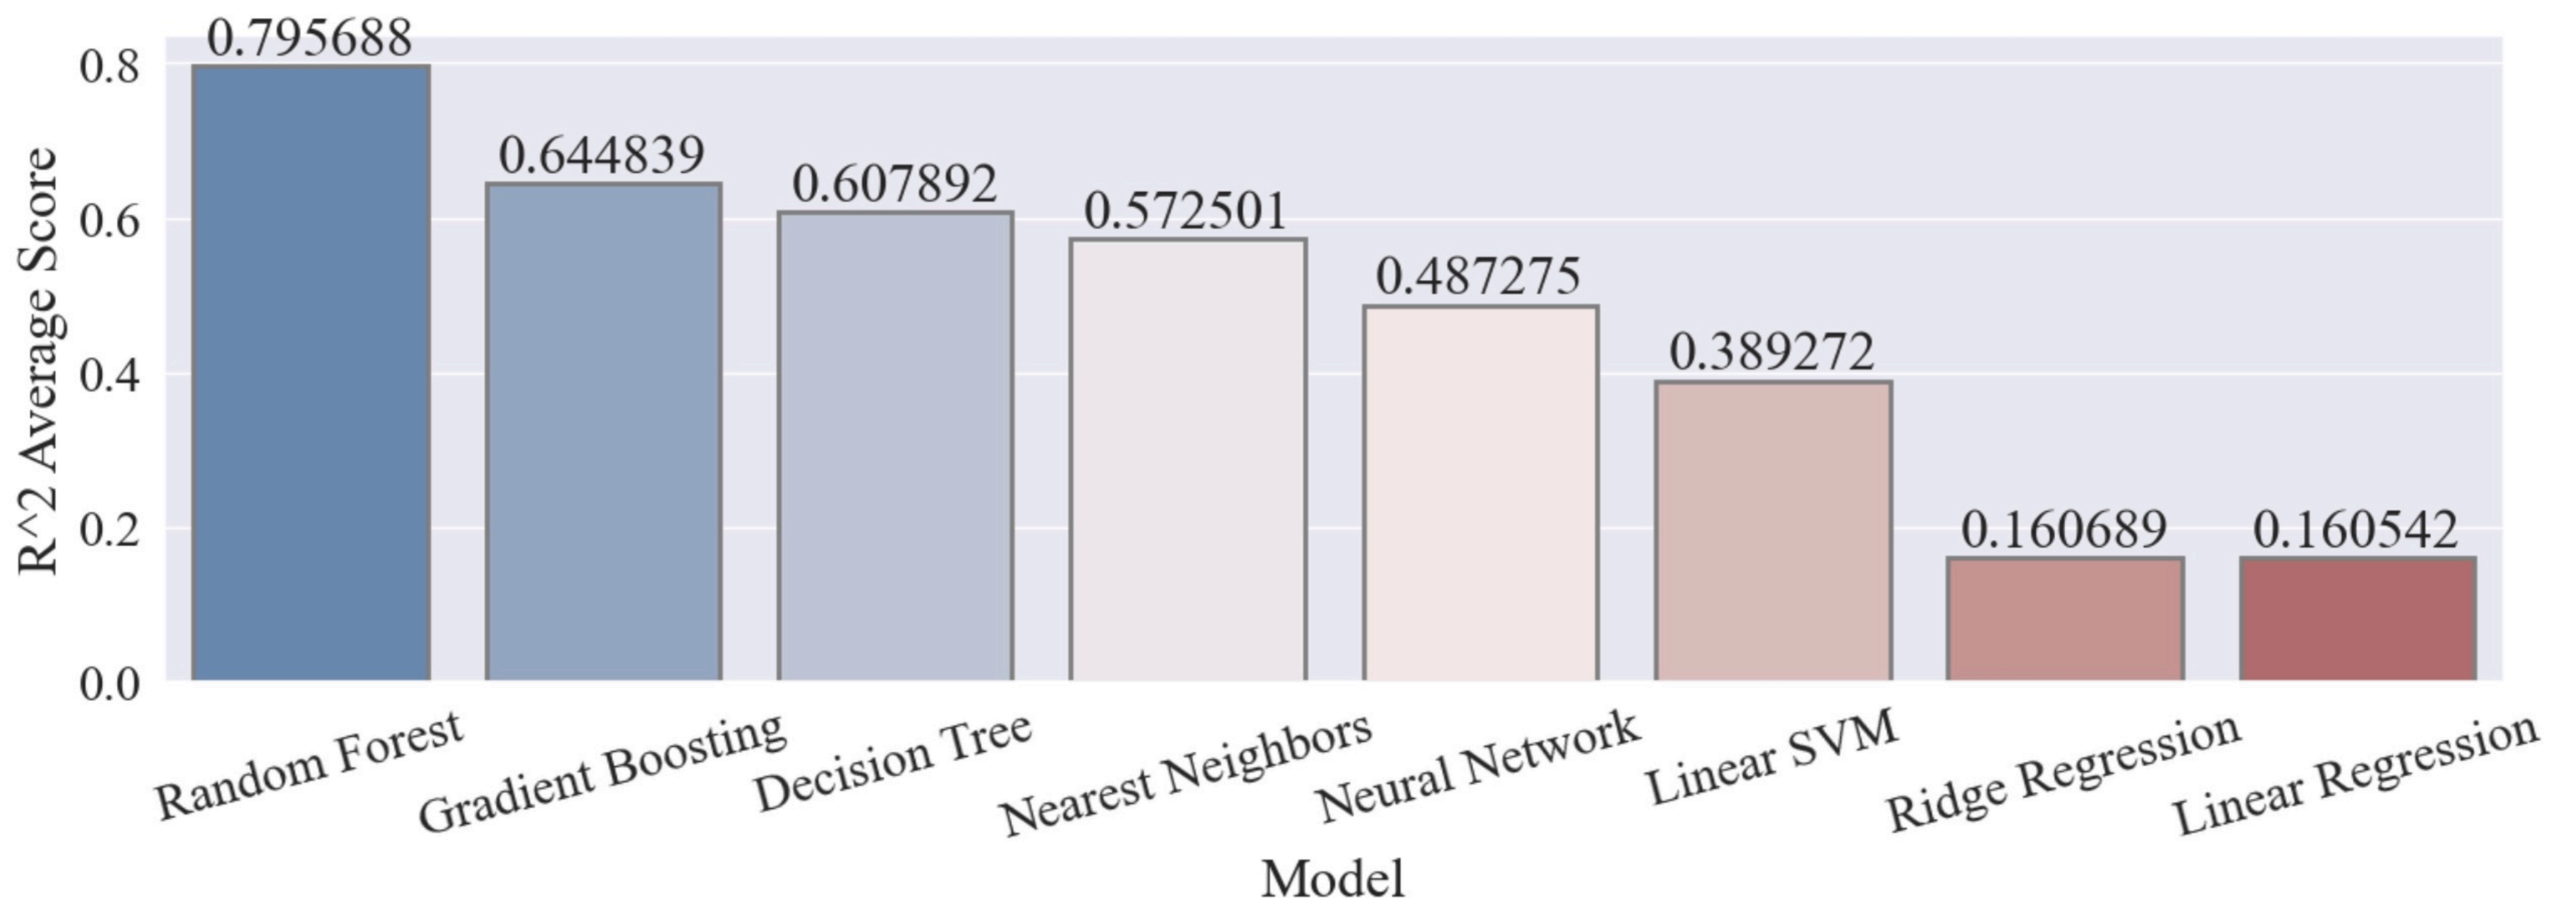 R^2 Average Score
0.8
0.6
0.4
0.2
0.0
0.795688
0.644839
0.607892
0.572501
0.487275
0.389272
0.160689
0.160542
Random Forest
Gradient Boosting
Decision Tree
Nearest Neighbors
Neural Network
Linear SVM
Ridge Regression
Linear Regression
Model